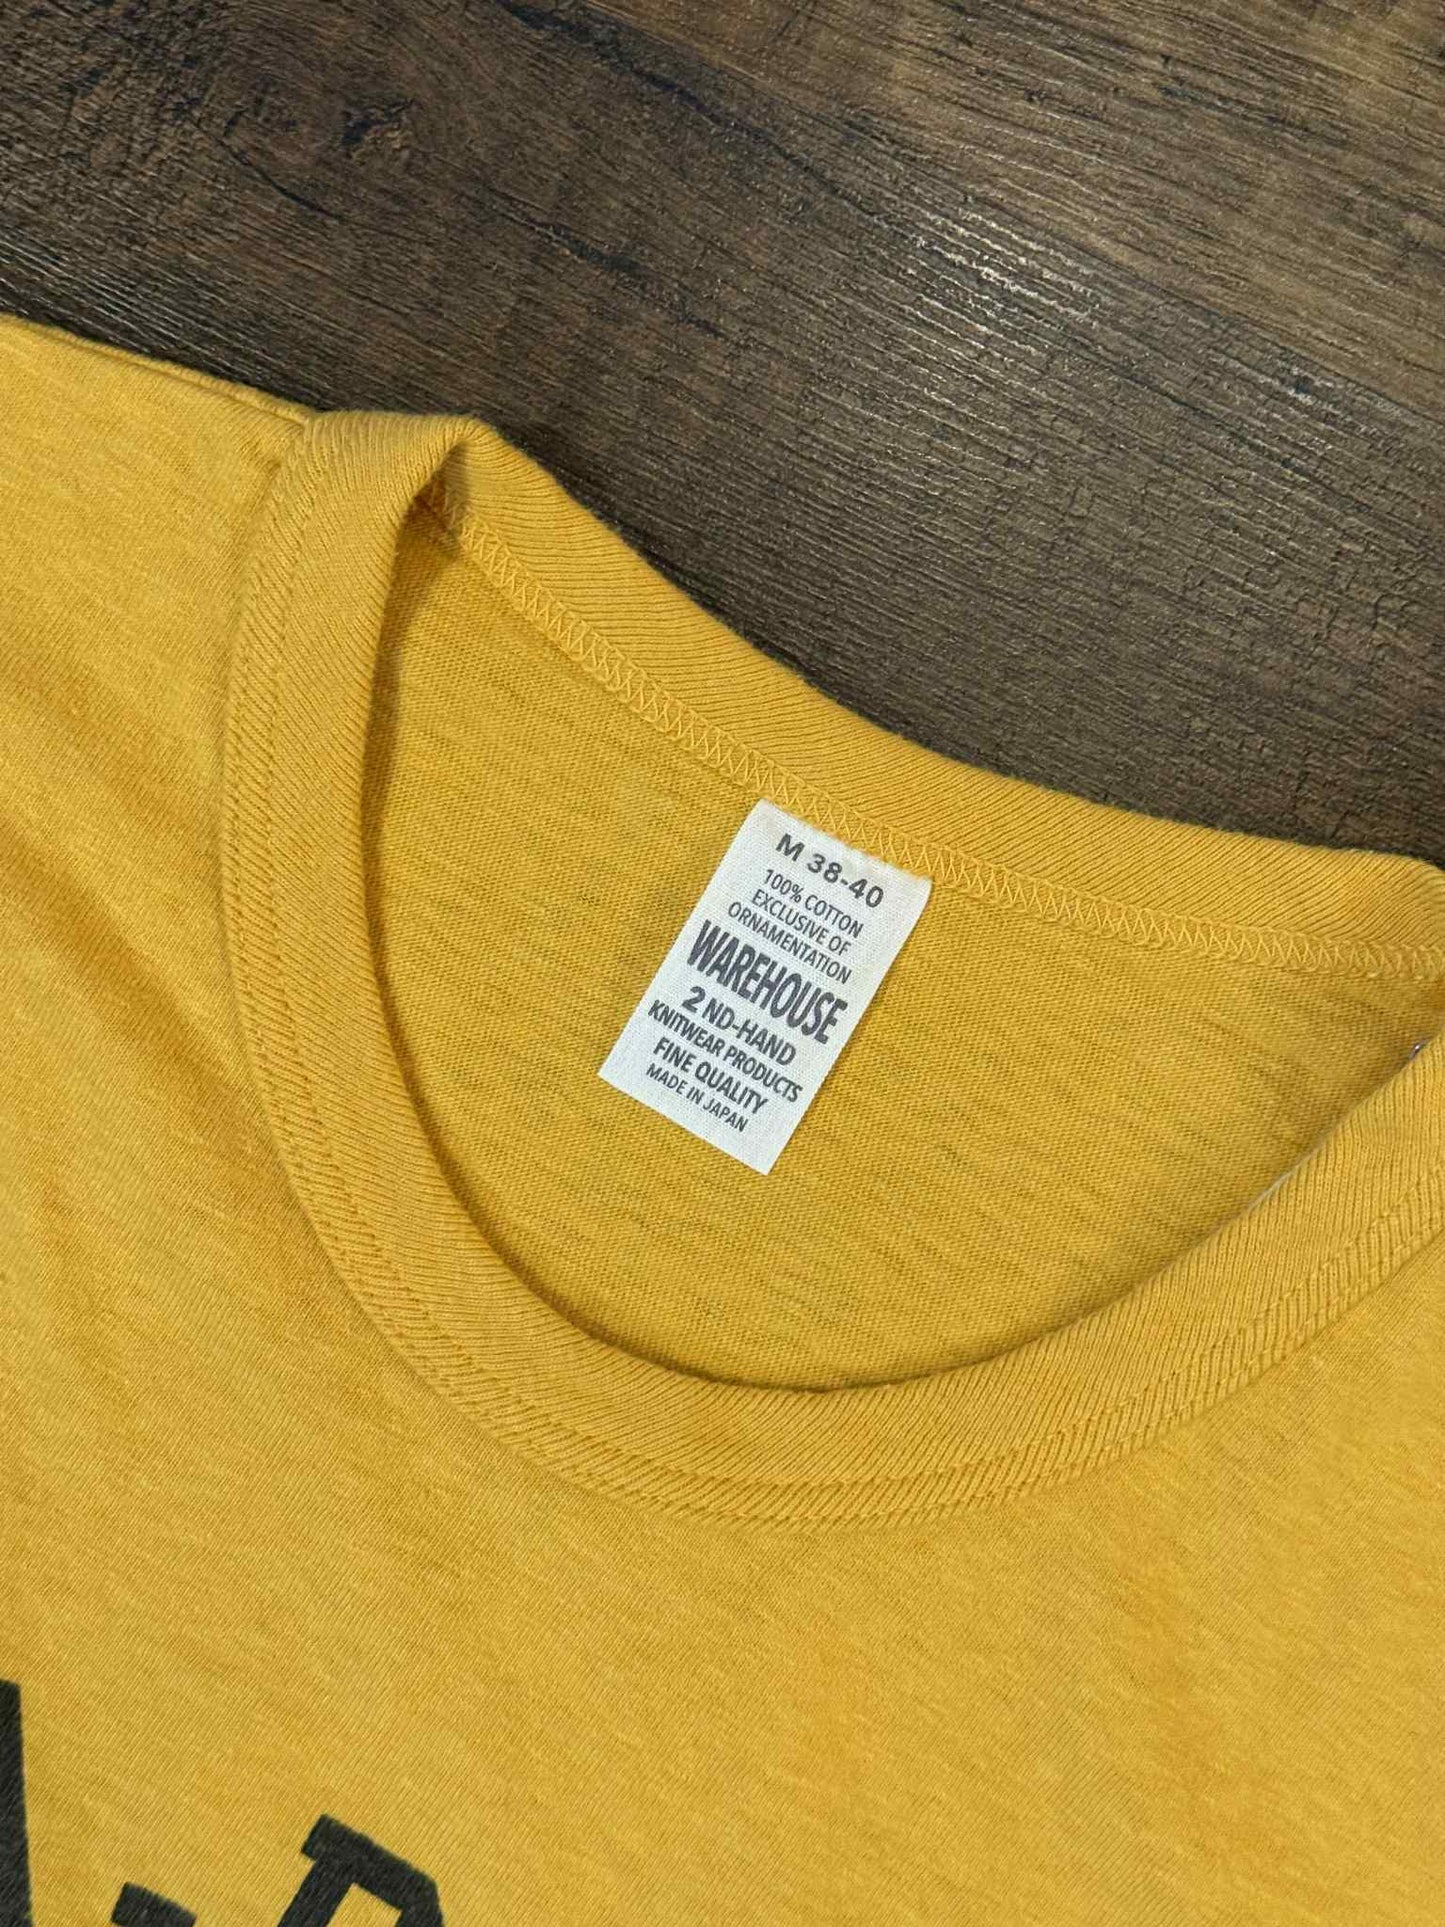 M 38-40
100% COTTON
EXCLUSIVE OF
ORNAMENTATION
WAREHOUSE
2 ND-HAND
KNITWEAR PRODUCTS
FINE QUALITY
MADE IN JAPAN